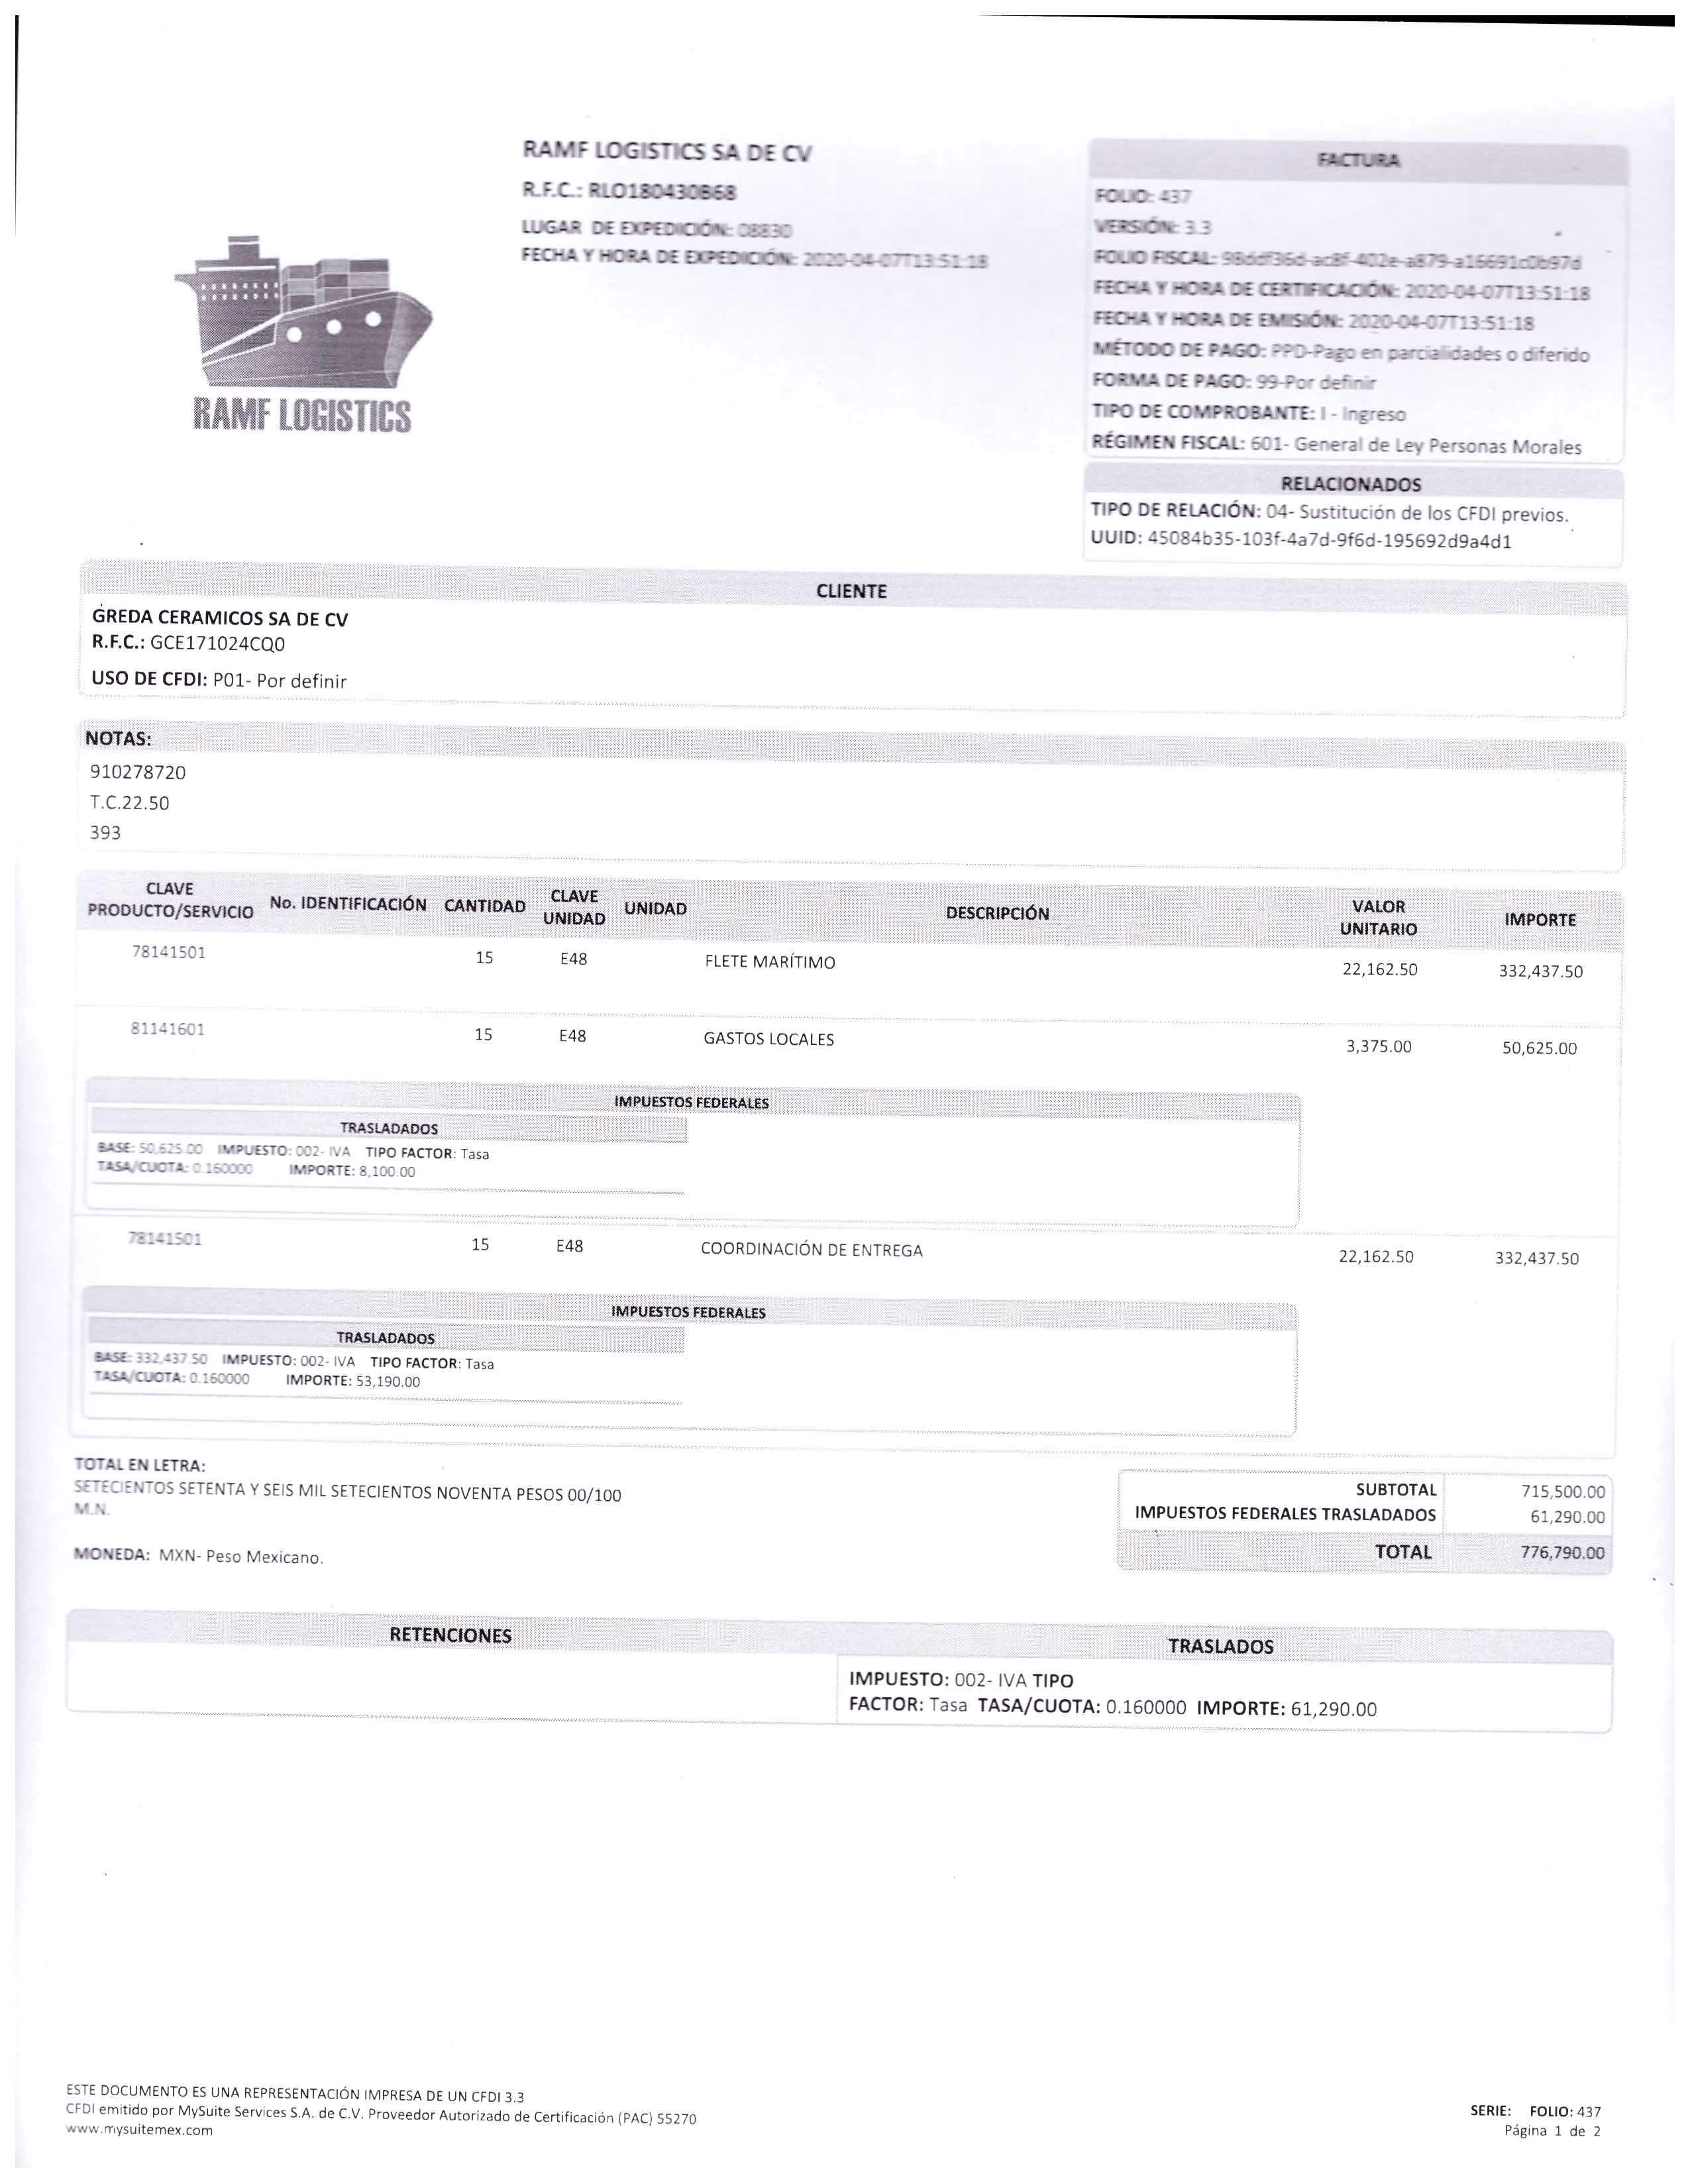 RAMF LOGISTICS SA DE CV
R.F.C.: RLO180430B68
LUGAR DE EXPEDICIÓN: 08830
FECHA Y HORA DE EXPEDICIÓN: 2020-04-07T13:51:18
RAMF LOGISTICS
FACTURA
FOLIO: 437
VERSIÓN: 3.3
FOLIO FISCAL: 98ddf36d-ac8f-402e-a879-a16691c0b97d
FECHA Y HORA DE CERTIFICACIÓN: 2020-04-07T13:51:18
FECHA Y HORA DE EMISIÓN: 2020-04-07T13:51:18
MÉTODO DE PAGO: PPD-Pago en parcialidades o diferido
FORMA DE PAGO: 99-Por definir
TIPO DE COMPROBANTE: I - Ingreso
RÉGIMEN FISCAL: 601- General de Ley Personas Morales
RELACIONADOS
TIPO DE RELACIÓN: 04- Sustitución de los CFDI previos.
UUID: 45084b35-103f-4a7d-9f6d-195692d9a4d1
CLIENTE
GREDA CERAMICOS SA DE CV
R.F.C.: GCE171024CQ0
USO DE CFDI: P01- Por definir
NOTAS:
910278720
T.C.22.50
393
CLAVE PRODUCTO/SERVICIO No. IDENTIFICACIÓN CANTIDAD CLAVE UNIDAD UNIDAD DESCRIPCIÓN VALOR UNITARIO IMPORTE
78141501 15 E48 FLETE MARÍTIMO 22,162.50 332,437.50
81141601 15 E48 GASTOS LOCALES 3,375.00 50,625.00
IMPUESTOS FEDERALES
TRASLADADOS
BASE: 50,625.00 IMPUESTO: 002- IVA TIPO FACTOR: Tasa
TASA/CUOTA: 0.160000 IMPORTE: 8,100.00
78141501 15 E48 COORDINACIÓN DE ENTREGA 22,162.50 332,437.50
IMPUESTOS FEDERALES
TRASLADADOS
BASE: 332,437.50 IMPUESTO: 002- IVA TIPO FACTOR: Tasa
TASA/CUOTA: 0.160000 IMPORTE: 53,190.00
TOTAL EN LETRA:
SETECIENTOS SETENTA Y SEIS MIL SETECIENTOS NOVENTA PESOS 00/100
M.N.
MONEDA: MXN- Peso Mexicano.
SUBTOTAL 715,500.00
IMPUESTOS FEDERALES TRASLADADOS 61,290.00
TOTAL 776,790.00
RETENCIONES
TRASLADOS
IMPUESTO: 002- IVA TIPO
FACTOR: Tasa TASA/CUOTA: 0.160000 IMPORTE: 61,290.00
ESTE DOCUMENTO ES UNA REPRESENTACIÓN IMPRESA DE UN CFDI 3.3
CFDI emitido por MySuite Services S.A. de C.V. Proveedor Autorizado de Certificación (PAC) 55270
www.mysuitemex.com
SERIE: FOLIO: 437
Página 1 de 2